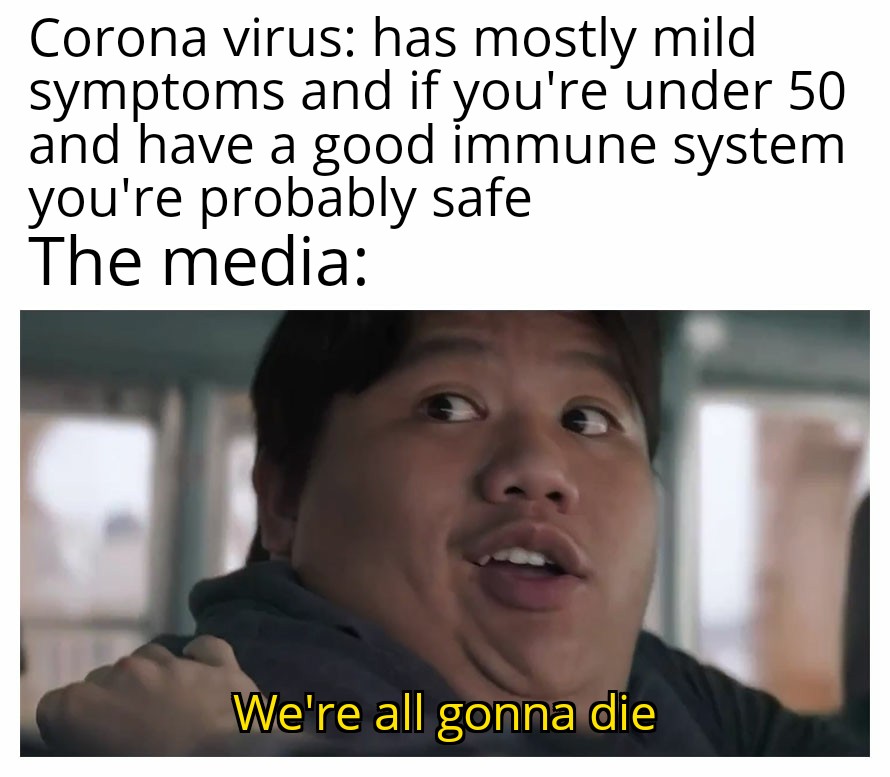 Corona virus: has mostly mild
symptoms and if you're under 50
and have a good immune system
you're probably safe
The media:
We're all gonna die